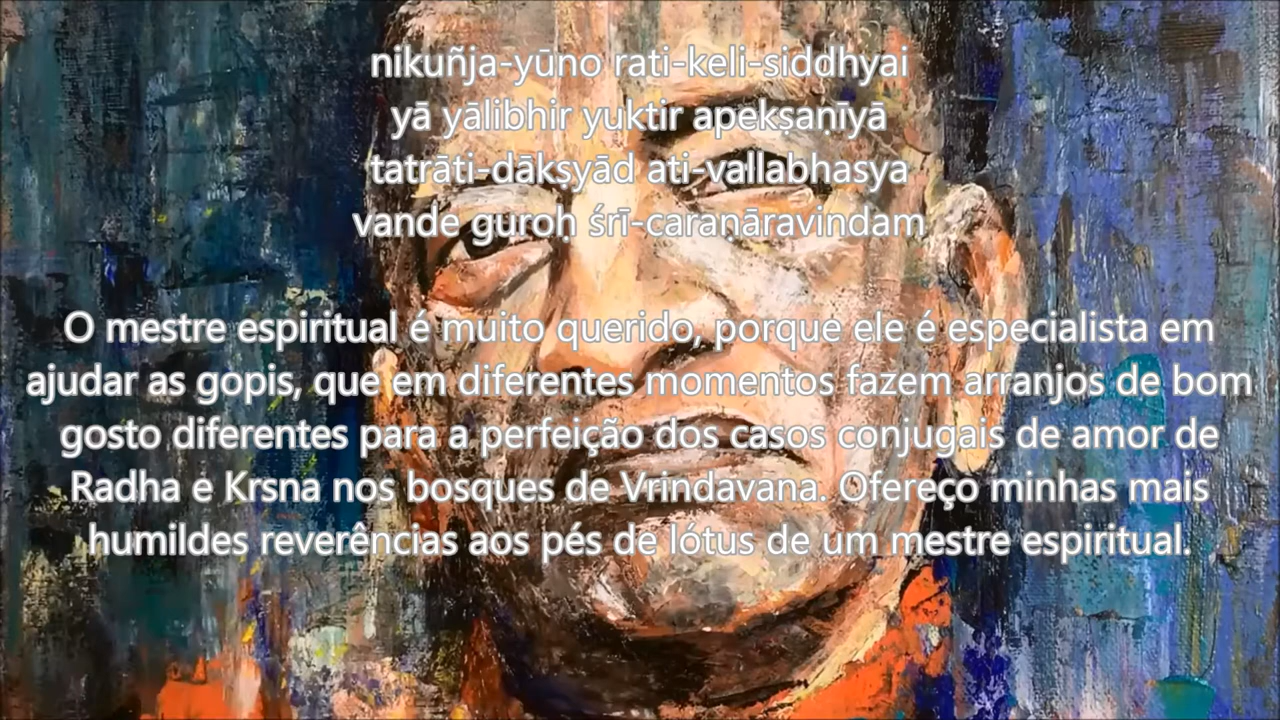 nikuñja-yūno rati-keli-siddhyai
yā yālibhir yuktir apekṣaṇīyā
tatrāti-dākṣyād ati-vallabhasya
vande guroḥ śrī-caraṇāravindam
O mestre espiritual é muito querido, porque ele é especialista em
ajudar as gopis, que em diferentes momentos fazem arranjos de bom
gosto diferentes para a perfeição dos casos conjugais de amor de
Radha e Krsna nos bosques de Vrindavana. Ofereço minhas mais
humildes reverências aos pés de lótus de um mestre espiritual.